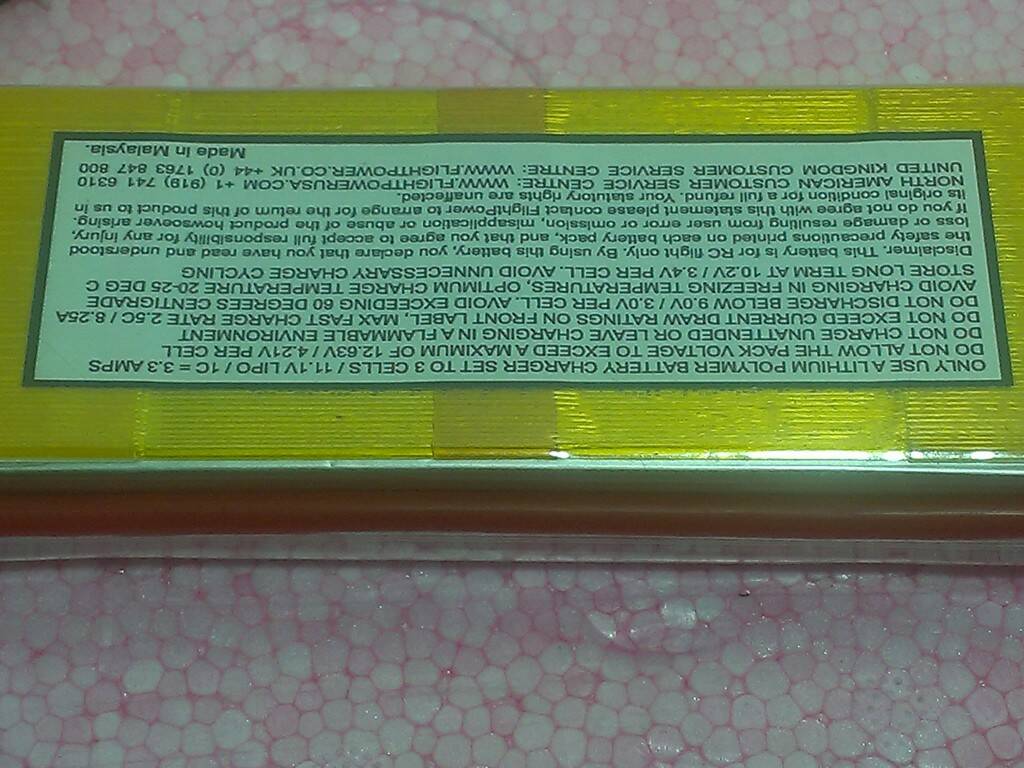 ONLY USE A LITHIUM POLYMER BATTERY CHARGER SET TO 3 CELLS / 11.1V LIPO / 1C = 3.3 AMPS
DO NOT ALLOW THE PACK VOLTAGE TO EXCEED A MAXIMUM OF 12.63V / 4.21V PER CELL
DO NOT CHARGE UNATTENDED OR LEAVE CHARGING IN A FLAMMABLE ENVIRONMENT
DO NOT EXCEED CURRENT DRAW RATINGS ON FRONT LABEL, MAX FAST CHARGE RATE 2.5C / 8.25A
DO NOT DISCHARGE BELOW 9.0V / 3.0V PER CELL. AVOID EXCEEDING 60 DEGREES CENTIGRADE
AVOID CHARGING IN FREEZING TEMPERATURES, OPTIMUM CHARGE TEMPERATURE 20-25 DEG C
STORE LONG TERM AT 10.2V / 3.4V PER CELL. AVOID UNNECESSARY CHARGE CYCLING
Disclaimer. This battery is for RC flight only. By using this battery, you declare that you have read and understood
the safety precautions printed on each battery pack, and that you agree to accept full responsibility for any injury,
loss or damage resulting from user error or omission, misapplication or abuse of the product howsoever arising.
If you do not agree with this statement please contact FlightPower to arrange for the return of this product to us in
its original condition for a full refund. Your statutory rights are unaffected.
NORTH AMERICAN CUSTOMER SERVICE CENTRE: WWW.FLIGHTPOWERUSA.COM +1 (919) 741 6310
UNITED KINGDOM CUSTOMER SERVICE CENTRE: WWW.FLIGHTPOWER.CO.UK +44 (0) 1763 847 800
Made in Malaysia.